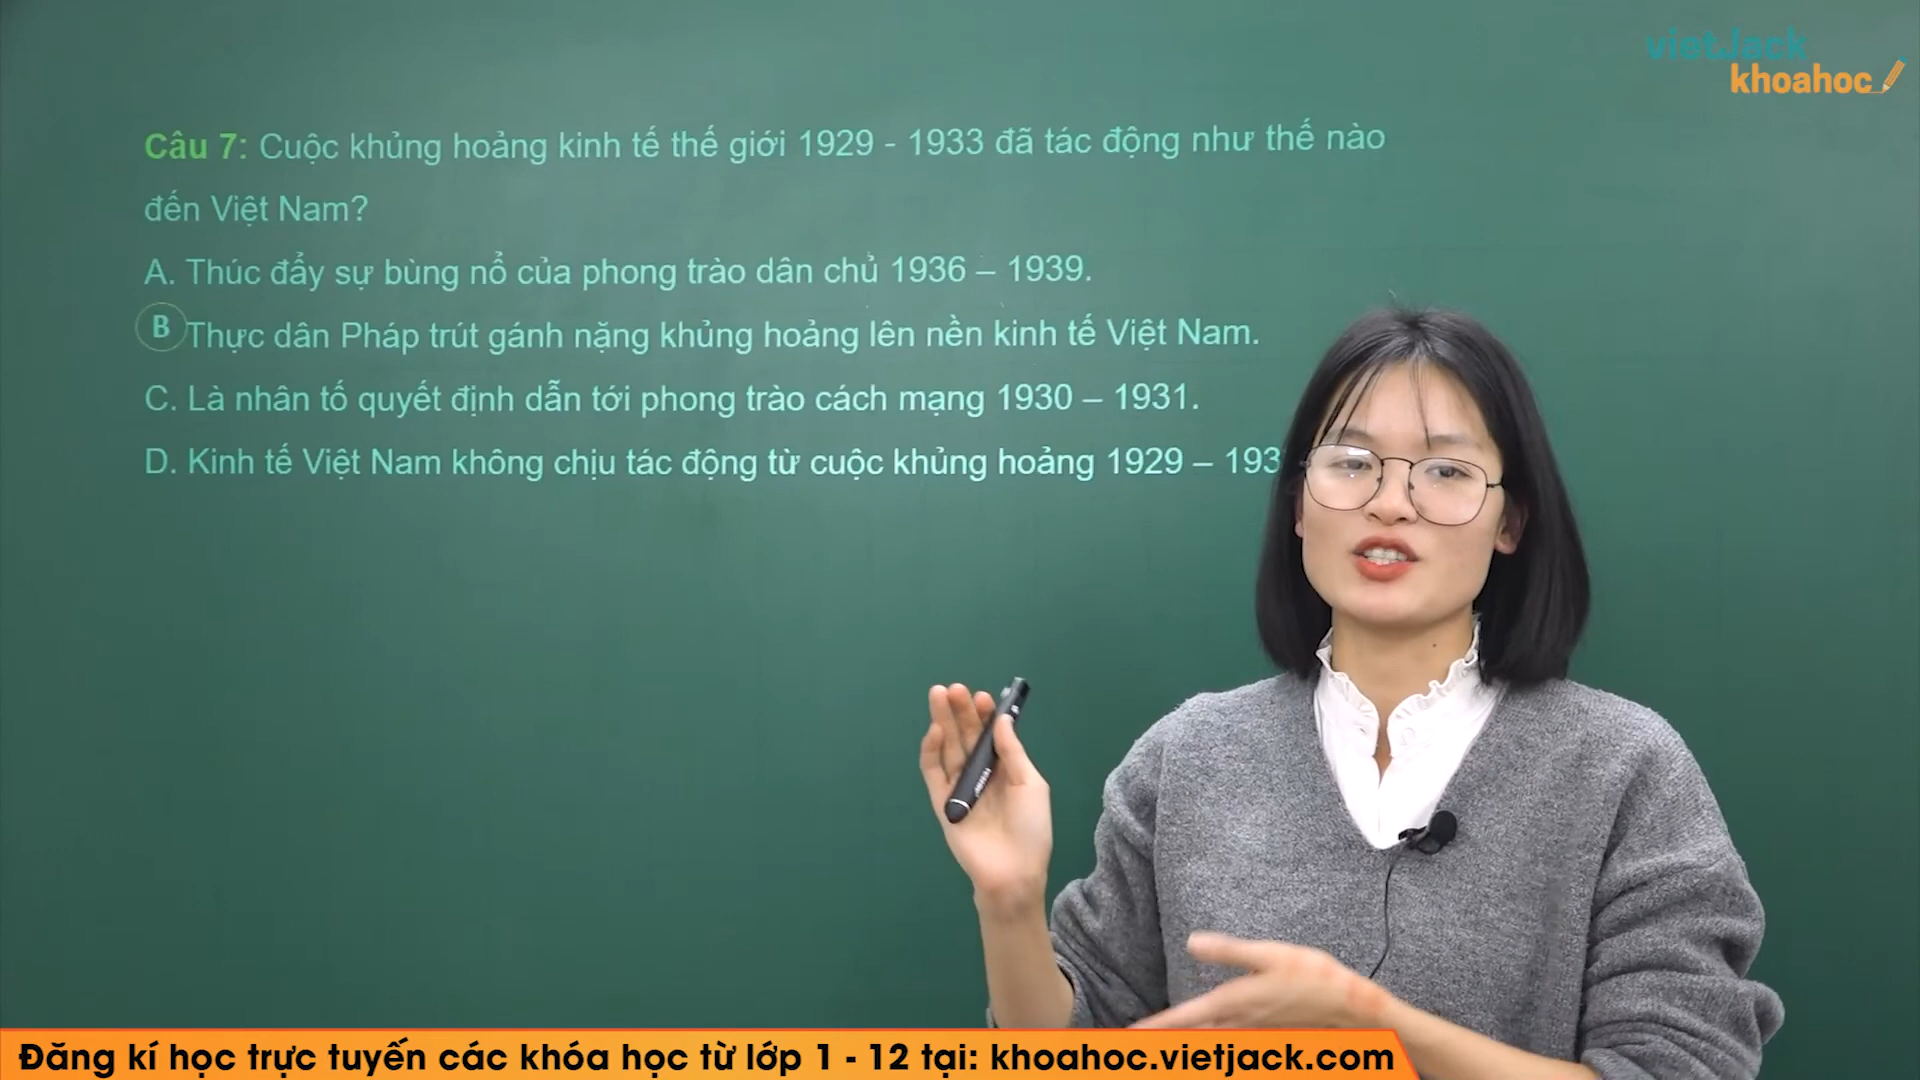 vietJack
khoahoc
Câu 7: Cuộc khủng hoảng kinh tế thế giới 1929 - 1933 đã tác động như thế nào
đến Việt Nam?
A. Thúc đẩy sự bùng nổ của phong trào dân chủ 1936 – 1939.
B Thực dân Pháp trút gánh nặng khủng hoảng lên nền kinh tế Việt Nam.
C. Là nhân tố quyết định dẫn tới phong trào cách mạng 1930 – 1931.
D. Kinh tế Việt Nam không chịu tác động từ cuộc khủng hoảng 1929 – 193
Đăng kí học trực tuyến các khóa học từ lớp 1 - 12 tại: khoahoc.vietjack.com